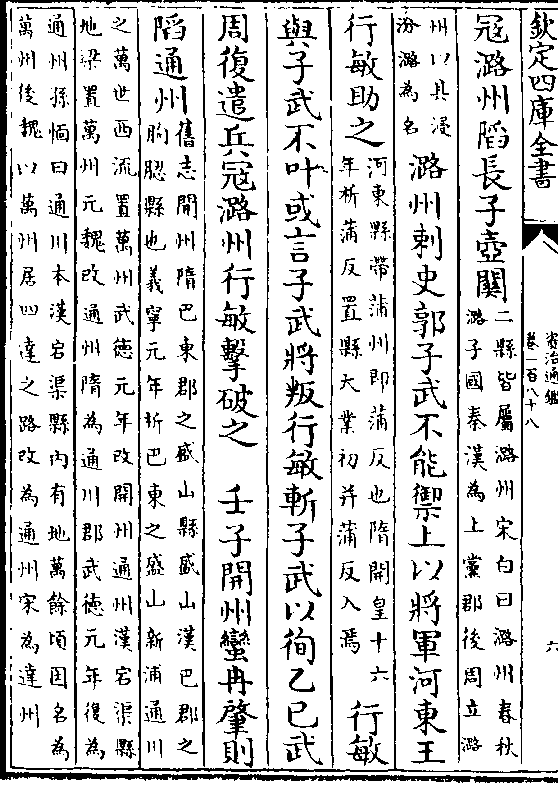 欽定四庫全書
資治通鑑
卷一百八十八
六
冦潞州䧟長子壺關
二縣皆屬潞州宋白曰潞州春秋
潞子國秦漢為上黨郡後周立潞
州以其浸
汾潞為名
潞州刺史郭子武不能禦上以將軍河東王
行敏助之
河東縣帶蒲州即蒲反也隋開皇十六
年析蒲反置縣大業初并蒲反入焉
行敏
與子武不叶或言子武將叛行敏斬子武以徇乙巳武
周復遣兵冦潞州行敏擊破之　壬子開州蠻冉肇則
䧟通州
舊志開州隋巴東郡之盛山縣盛山漢巴郡之
朐䏰縣也義寧元年析巴東之盛山新浦通川
之萬世西流置萬州武徳元年改開州通州漢宕渠縣
地梁置萬州元魏改通州隋為通川郡武徳元年復為
通州孫愐曰通川本漢宕渠縣内有地萬餘頃因名為
萬州後魏以萬州居四達之路改為通州宋為達州